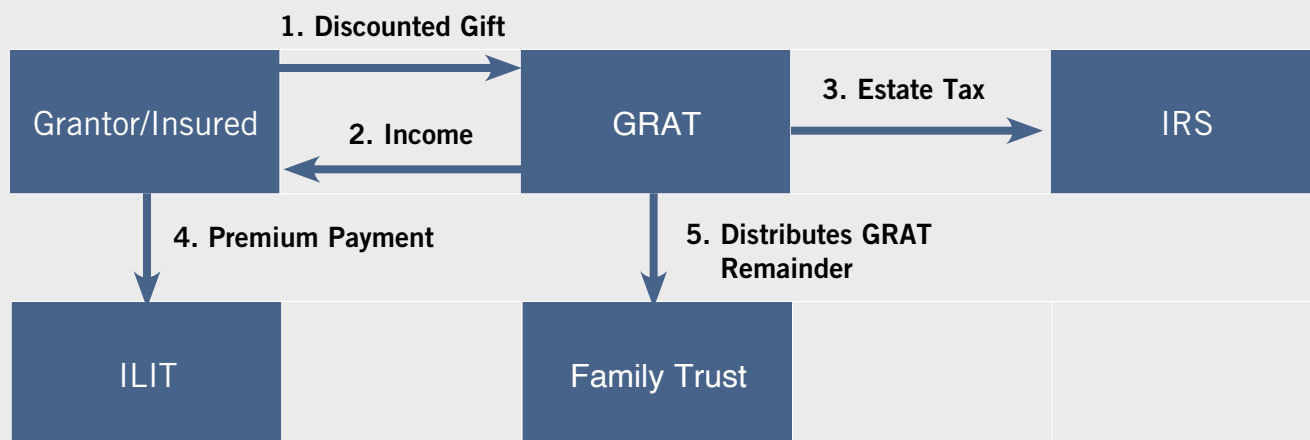 1. Discounted Gift
Grantor/Insured
GRAT
3. Estate Tax
IRS
2. Income
4. Premium Payment
5. Distributes GRAT
Remainder
ILIT
Family Trust